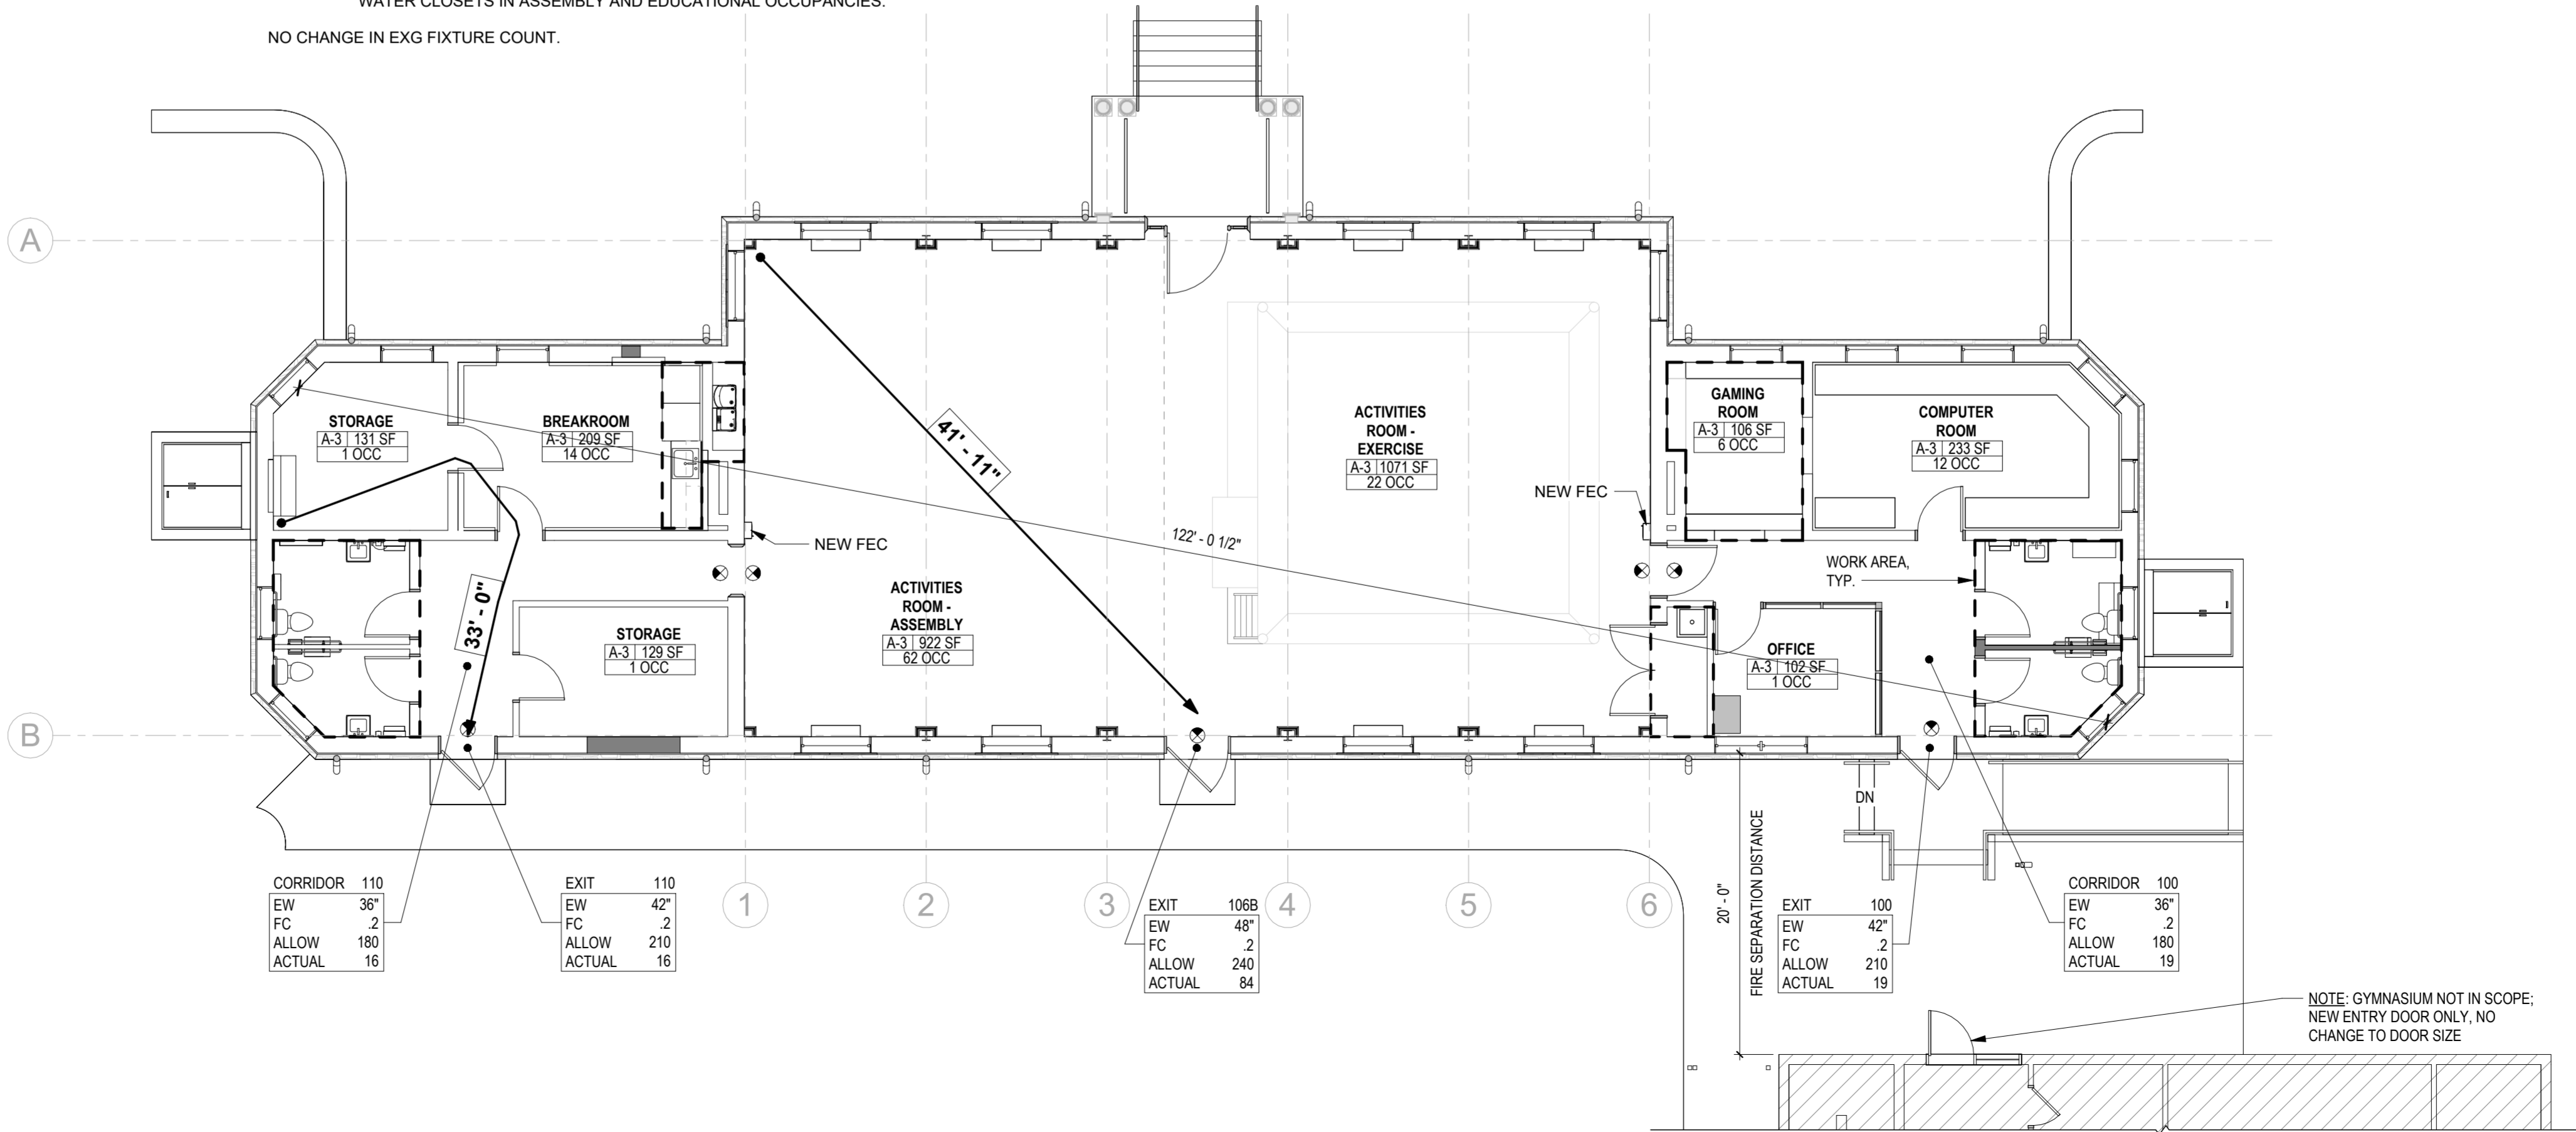 WATER CLOSETS IN ASSEMBLY AND EDUCATIONAL OCCUPANCIES.
NO CHANGE IN EXG FIXTURE COUNT.
A
B
STORAGE
A-3 131 SF
1 OCC
BREAKROOM
A-3 209 SF
14 OCC
41' - 11"
ACTIVITIES
ROOM -
EXERCISE
A-3 1071 SF
22 OCC
GAMING
ROOM
A-3 106 SF
6 OCC
COMPUTER
ROOM
A-3 233 SF
12 OCC
NEW FEC
NEW FEC
122' - 0 1/2"
WORK AREA,
TYP.
33' - 0"
STORAGE
A-3 129 SF
1 OCC
ACTIVITIES
ROOM -
ASSEMBLY
A-3 922 SF
62 OCC
OFFICE
A-3 102 SF
1 OCC
DN
20' - 0"
FIRE SEPARATION DISTANCE
CORRIDOR 110
EW 36"
FC .2
ALLOW 180
ACTUAL 16
EXIT 110
EW 42"
FC .2
ALLOW 210
ACTUAL 16
1
2
3
4
5
6
EXIT 106B
EW 48"
FC .2
ALLOW 240
ACTUAL 84
EXIT 100
EW 42"
FC .2
ALLOW 210
ACTUAL 19
CORRIDOR 100
EW 36"
FC .2
ALLOW 180
ACTUAL 19
NOTE: GYMNASIUM NOT IN SCOPE;
NEW ENTRY DOOR ONLY, NO
CHANGE TO DOOR SIZE